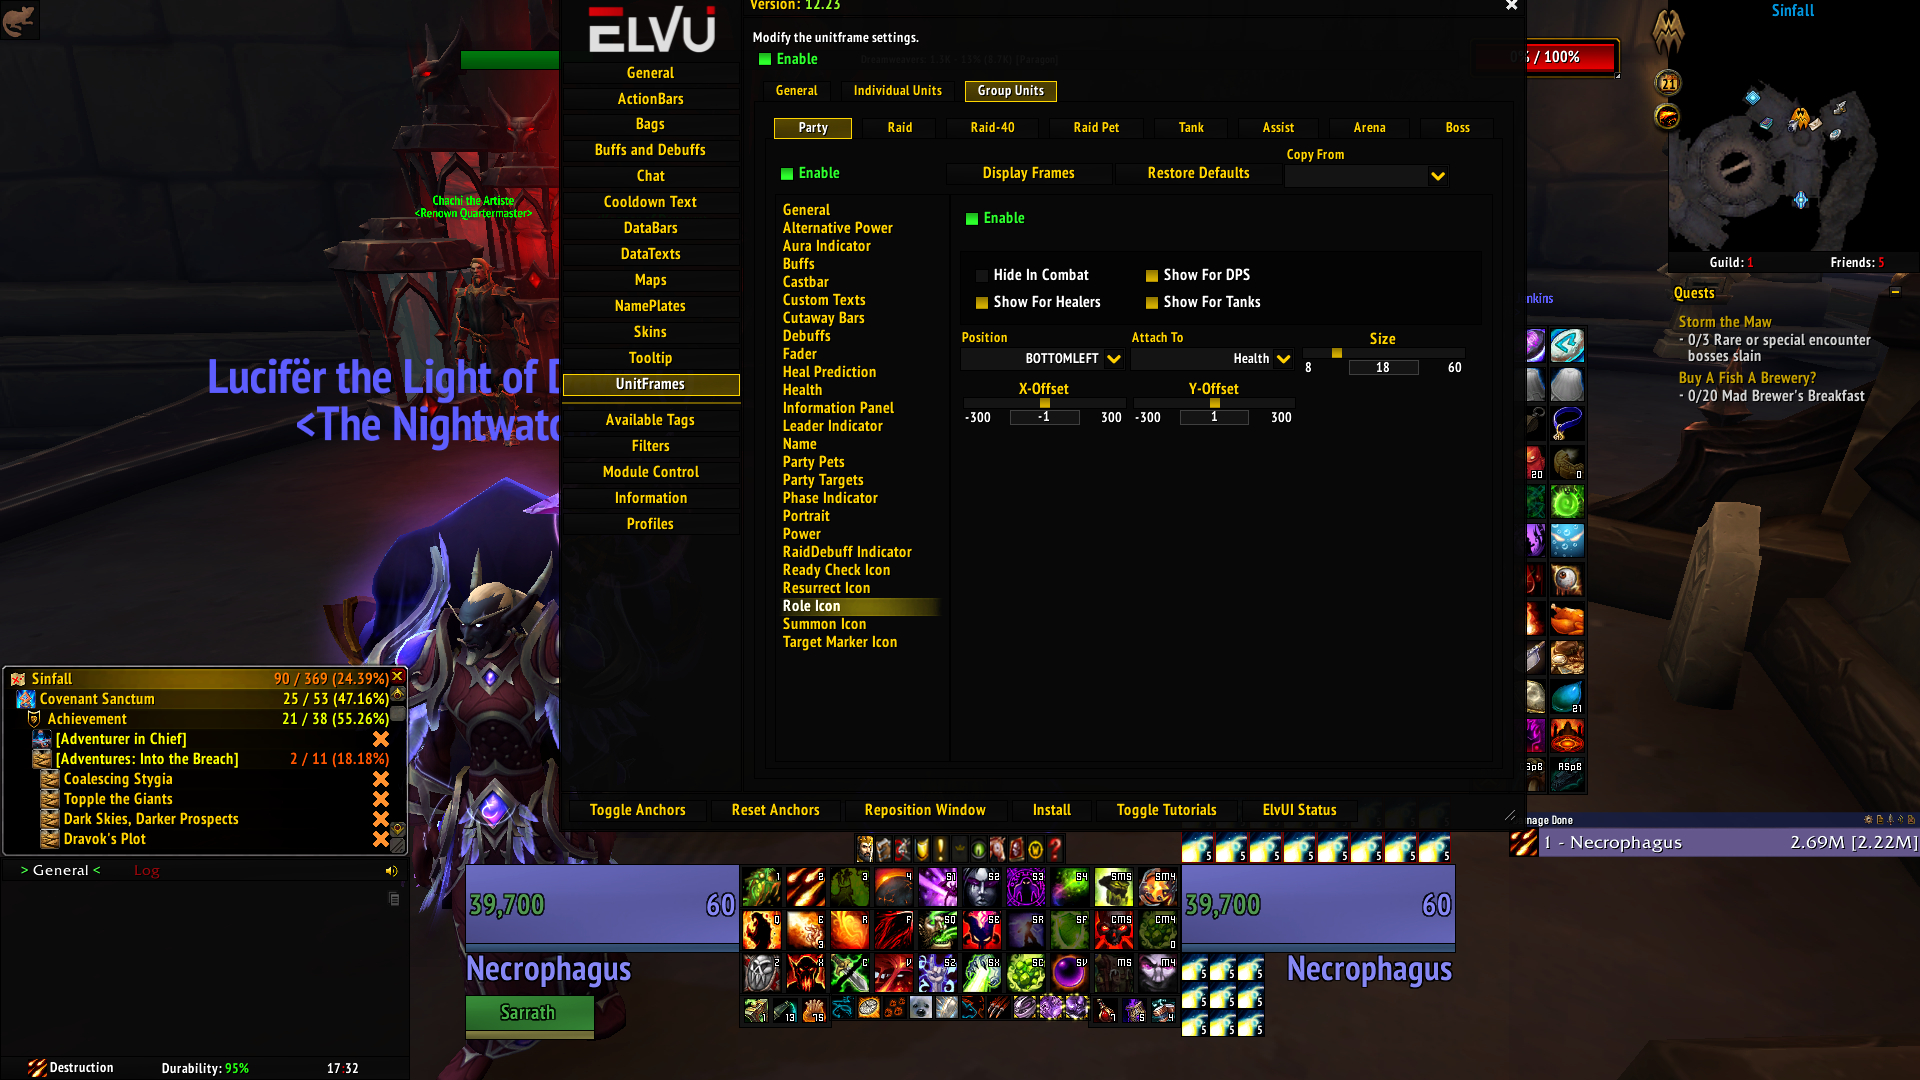 Version: 12.23
Sinfall
ELVUI
Modify the unitframe settings.
Enable
/ 100%
General
Individual Units
Group Units
Party
Raid
Raid-40
Raid Pet
Tank
Assist
Arena
Boss
Copy From
Enable
Display Frames
Restore Defaults
General
ActionBars
Bags
Buffs and Debuffs
Chat
Cooldown Text
DataBars
DataTexts
Maps
NamePlates
Skins
Tooltip
UnitFrames
Available Tags
Filters
Module Control
Information
Profiles
General
Alternative Power
Aura Indicator
Buffs
Castbar
Custom Texts
Cutaway Bars
Debuffs
Fader
Heal Prediction
Health
Information Panel
Leader Indicator
Name
Party Pets
Party Targets
Phase Indicator
Portrait
Power
RaidDebuff Indicator
Ready Check Icon
Resurrect Icon
Role Icon
Summon Icon
Target Marker Icon
Enable
Hide In Combat
Show For DPS
Show For Healers
Show For Tanks
Position
Attach To
Size
BOTTOMLEFT
Health
8
18
60
X-Offset
Y-Offset
-300
-1
300
-300
1
300
Toggle Anchors
Reset Anchors
Reposition Window
Install
Toggle Tutorials
ElvUI Status
Chachi the Artiste
<Renown Quartermaster>
Lucifër the Light of D
<The Nightwatc
Guild: 1
Friends: 5
Quests
Storm the Maw
- 0/3 Rare or special encounter
bosses slain
Buy A Fish A Brewery?
- 0/20 Mad Brewer's Breakfast
nkins
Sinfall 90 / 369 (24.39%)
Covenant Sanctum 25 / 53 (47.16%)
Achievement 21 / 38 (55.26%)
[Adventurer in Chief]
[Adventures: Into the Breach] 2 / 11 (18.18%)
Coalescing Stygia
Topple the Giants
Dark Skies, Darker Prospects
Dravok's Plot
> General <
Log
mage Done
1 - Necrophagus 2.69M [2.22M]
39,700
60
39,700
60
Necrophagus
Necrophagus
Sarrath
Destruction
Durability: 95%
17:32